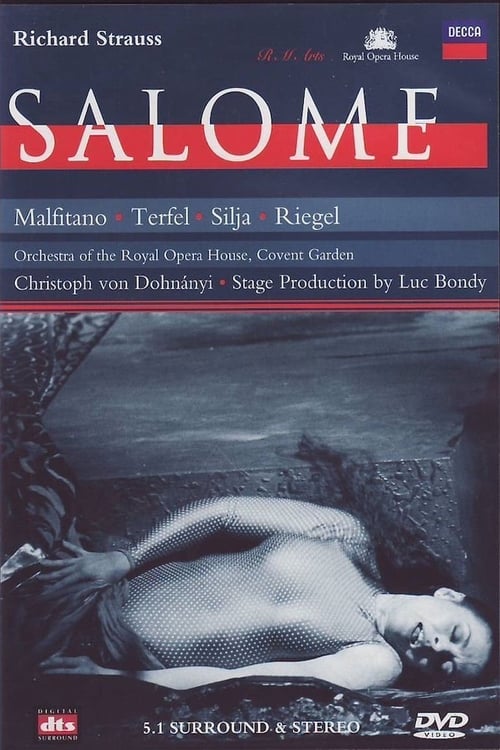 Richard Strauss
R.M. Arts
Royal Opera House
DECCA
SALOME
Malfitano • Terfel • Silja • Riegel
Orchestra of the Royal Opera House, Covent Garden
Christoph von Dohnányi • Stage Production by Luc Bondy
DIGITAL
dts
SURROUND
5.1 SURROUND & STEREO
DVD
VIDEO